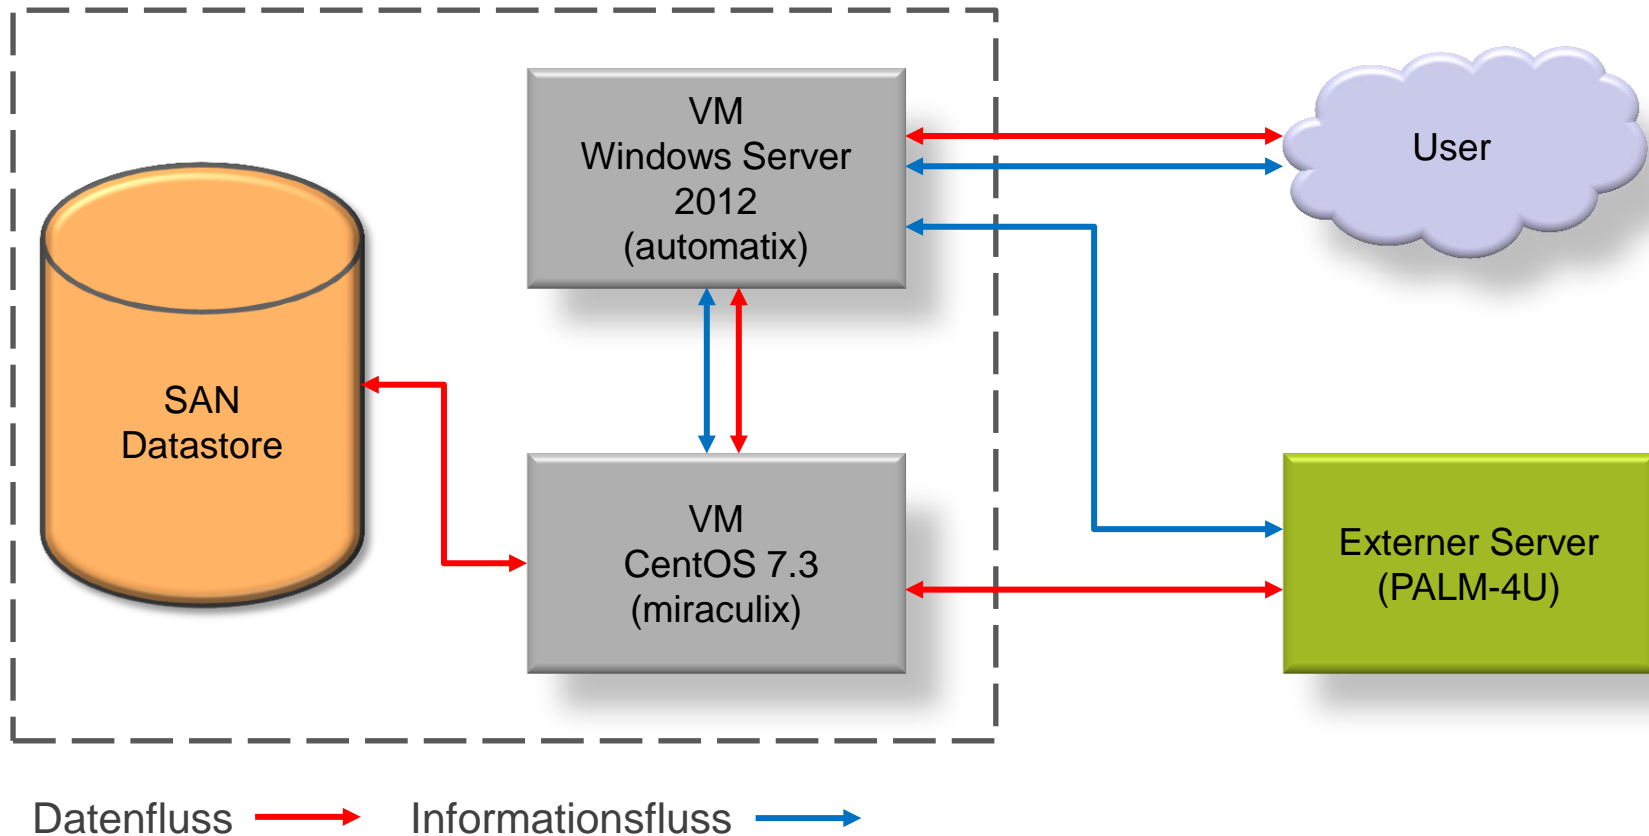 VM
Windows Server
2012
(automatix)
User
SAN
Datastore
VM
CentOS 7.3
(miraculix)
Externer Server
(PALM-4U)
Datenfluss
Informationsfluss